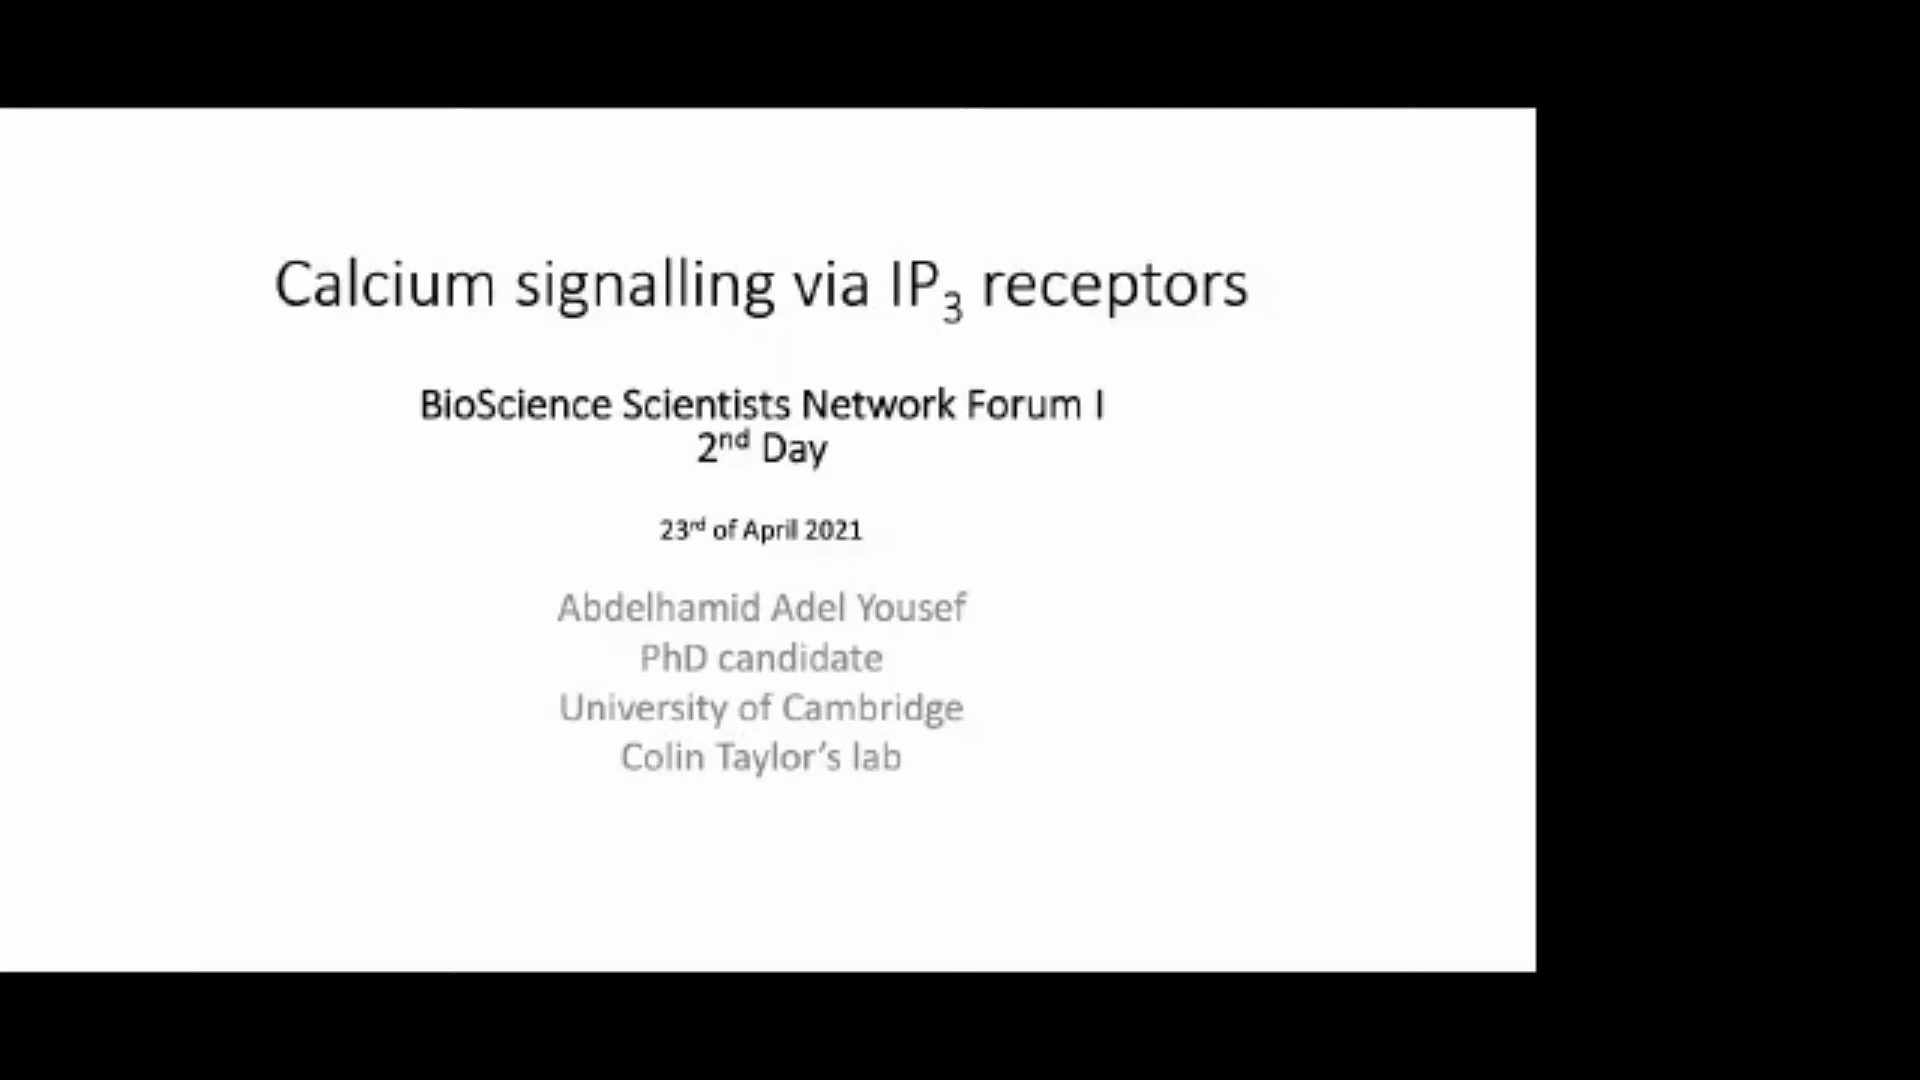 Calcium signalling via IP₃ receptors
BioScience Scientists Network Forum I
2nd Day
23rd of April 2021
Abdelhamid Adel Yousef
PhD candidate
University of Cambridge
Colin Taylor’s lab